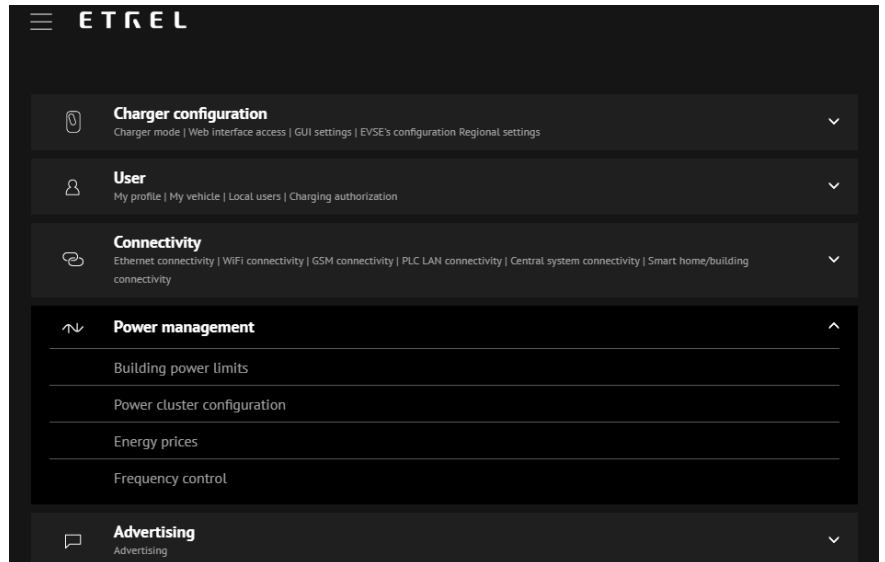 ETREL
Charger configuration
Charger mode | Web interface access | GUI settings | EVSE's configuration Regional settings
User
My profile | My vehicle | Local users | Charging authorization
Connectivity
Ethernet connectivity | WiFi connectivity | GSM connectivity | PLC LAN connectivity | Central system connectivity | Smart home/building
connectivity
Power management
Building power limits
Power cluster configuration
Energy prices
Frequency control
Advertising
Advertising